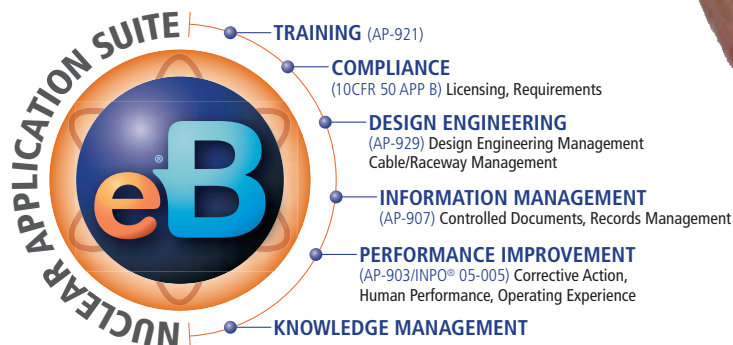 NUCLEAR APPLICATION SUITE
eB®
TRAINING (AP-921)
COMPLIANCE
(10CFR 50 APP B) Licensing, Requirements
DESIGN ENGINEERING
(AP-929) Design Engineering Management
Cable/Raceway Management
INFORMATION MANAGEMENT
(AP-907) Controlled Documents, Records Management
PERFORMANCE IMPROVEMENT
(AP-903/INPO® 05-005) Corrective Action,
Human Performance, Operating Experience
KNOWLEDGE MANAGEMENT